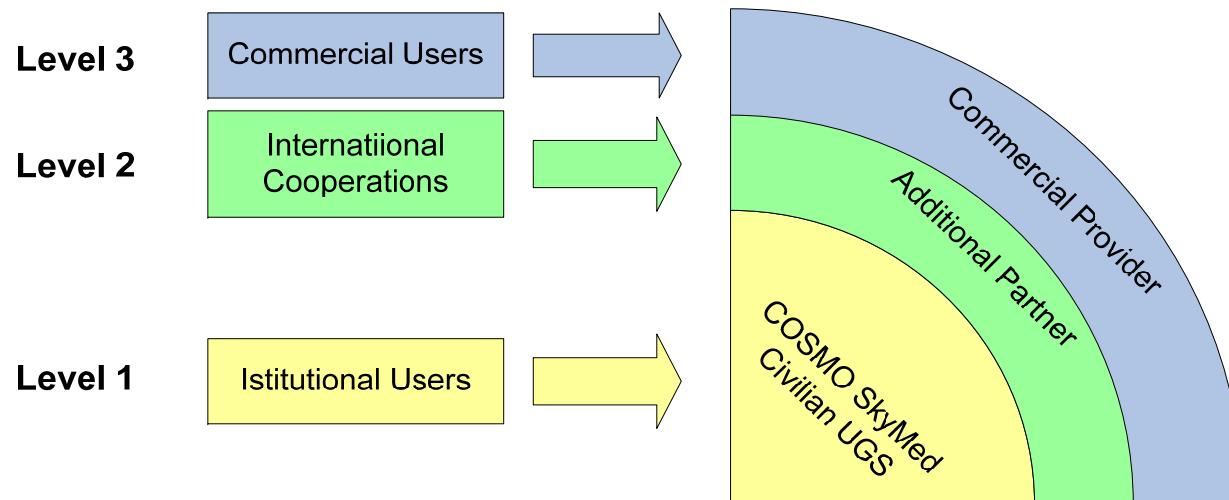 Level 3
Commercial Users
Level 2
Internatiional
Cooperations
Level 1
Istitutional Users
Commercial Provider
Additional Partner
COSMO SkyMed
Civilian UGS